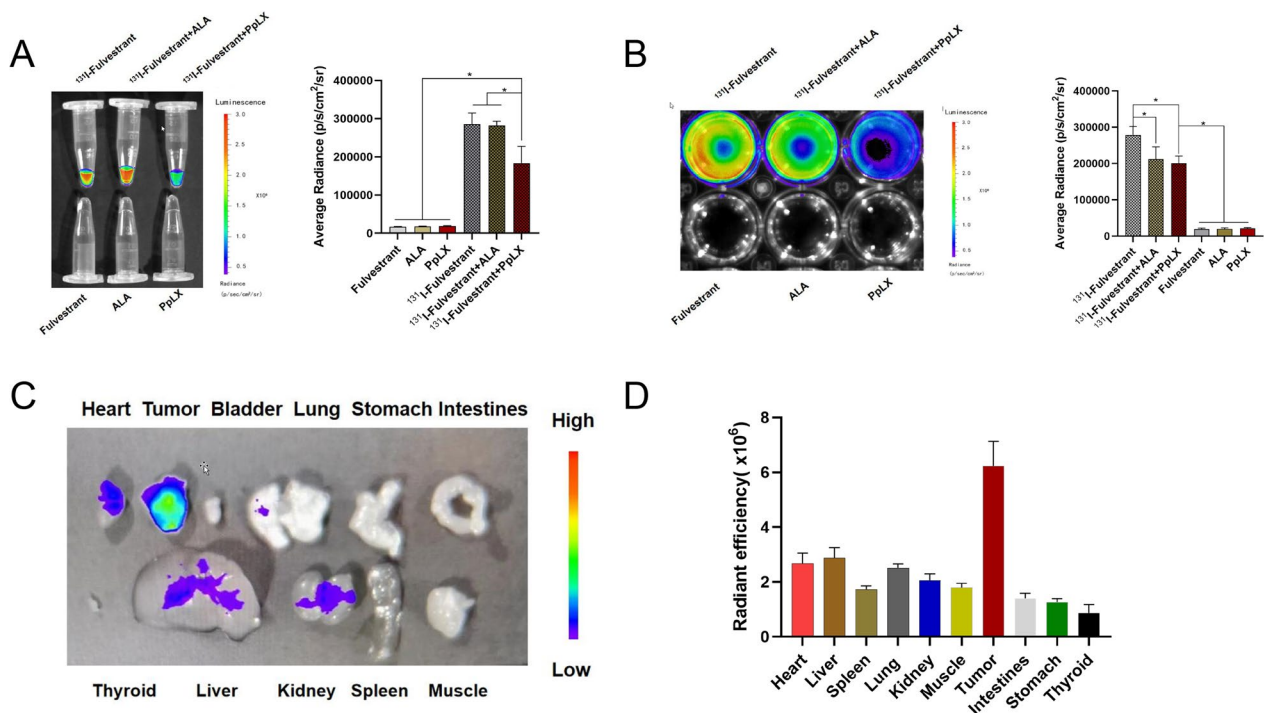 A
¹³¹I-Fulvestrant
¹³¹I-Fulvestrant+ALA
¹³¹I-Fulvestrant+PpLX
Luminescence
3.0
2.5
2.0
X10⁶
1.5
1.0
0.5
Radiance
(p/sec/cm²/sr)
Fulvestrant
ALA
PpLX
Average Radiance (p/s/cm²/sr)
400000
300000
200000
100000
0
*
*
Fulvestrant
ALA
PpLX
¹³¹I-Fulvestrant
¹³¹I-Fulvestrant+ALA
¹³¹I-Fulvestrant+PpLX
B
¹³¹I-Fulvestrant
¹³¹I-Fulvestrant+ALA
¹³¹I-Fulvestrant+PpLX
Luminescence
3.0
2.5
2.0
1.5
1.0
0.5
Radiance
(p/sec/cm²/sr)
Fulvestrant
ALA
PpLX
Average Radiance (p/s/cm²/sr)
400000
300000
200000
100000
0
*
*
*
¹³¹I-Fulvestrant
¹³¹I-Fulvestrant+ALA
¹³¹I-Fulvestrant+PpLX
Fulvestrant
ALA
PpLX
C
Heart Tumor Bladder Lung Stomach Intestines
High
Low
Thyroid Liver Kidney Spleen Muscle
D
Radiant efficiency( x10⁶)
8
6
4
2
0
Heart
Liver
Spleen
Lung
Kidney
Muscle
Tumor
Intestines
Stomach
Thyroid